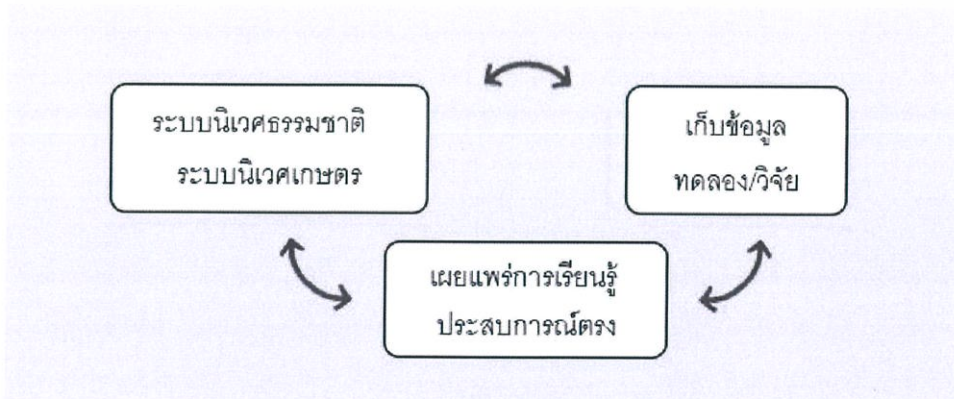 ระบบนิเวศธรรมชาติ
ระบบนิเวศเกษตร
เก็บข้อมูล
ทดลอง/วิจัย
เผยแพร่การเรียนรู้
ประสบการณ์ตรง